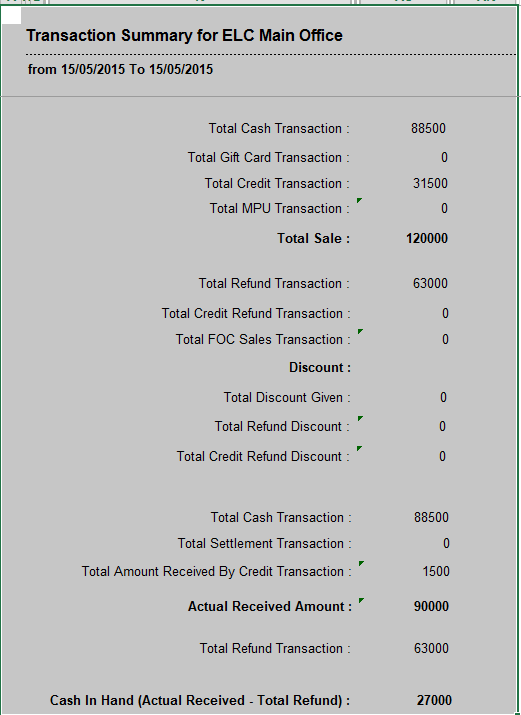 Transaction Summary for ELC Main Office
from 15/05/2015 To 15/05/2015
Total Cash Transaction : 88500
Total Gift Card Transaction : 0
Total Credit Transaction : 31500
Total MPU Transaction : 0
Total Sale : 120000
Total Refund Transaction : 63000
Total Credit Refund Transaction : 0
Total FOC Sales Transaction : 0
Discount :
Total Discount Given : 0
Total Refund Discount : 0
Total Credit Refund Discount : 0
Total Cash Transaction : 88500
Total Settlement Transaction : 0
Total Amount Received By Credit Transaction : 1500
Actual Received Amount : 90000
Total Refund Transaction : 63000
Cash In Hand (Actual Received - Total Refund) : 27000